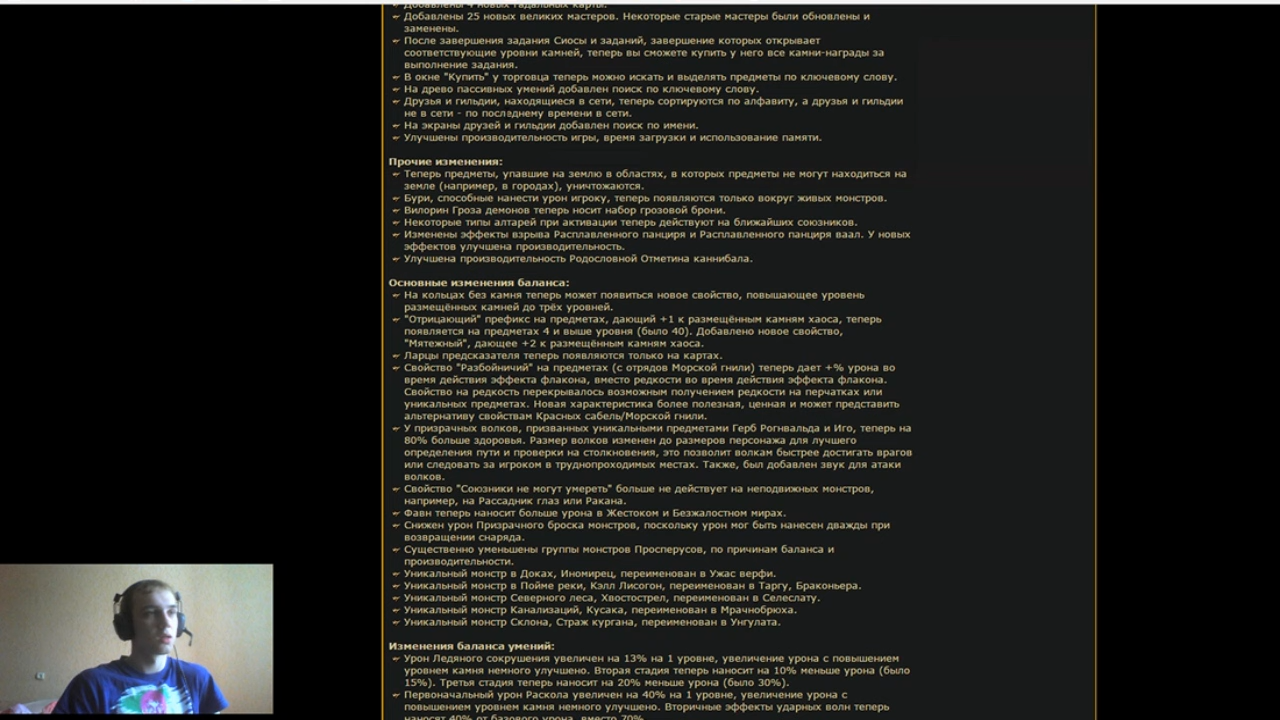 Добавлены 4 новых гадальных карты.
Добавлены 25 новых великих мастеров. Некоторые старые мастеры были обновлены и
заменены.
После завершения задания Сиосы и заданий, завершение которых открывает
соответствующие уровни камней, теперь вы сможете купить у него все камни-награды за
выполнение задания.
В окне "Купить" у торговца теперь можно искать и выделять предметы по ключевому слову.
На древо пассивных умений добавлен поиск по ключевому слову.
Друзья и гильдии, находящиеся в сети, теперь сортируются по алфавиту, а друзья и гильдии
не в сети - по последнему времени в сети.
На экраны друзей и гильдии добавлен поиск по имени.
Улучшены производительность игры, время загрузки и использование памяти.
Прочие изменения:
Теперь предметы, упавшие на землю в областях, в которых предметы не могут находиться на
земле (например, в городах), уничтожаются.
Бури, способные нанести урон игроку, теперь появляются только вокруг живых монстров.
Вилорин Гроза демонов теперь носит набор грозовой брони.
Некоторые типы алтарей при активации теперь действуют на ближайших союзников.
Изменены эффекты взрыва Расплавленного панциря и Расплавленного панциря ваал. У новых
эффектов улучшена производительность.
Улучшена производительность Родословной Отметина каннибала.
Основные изменения баланса:
На кольцах без камня теперь может появиться новое свойство, повышающее уровень
размещённых камней до трёх уровней.
"Отрицающий" префикс на предметах, дающий +1 к размещённым камням хаоса, теперь
появляется на предметах 4 и выше уровня (было 40). Добавлено новое свойство,
"Мятежный", дающее +2 к размещённым камням хаоса.
Ларцы предсказателя теперь появляются только на картах.
Свойство "Разбойничий" на предметах (с отрядов Морской гнили) теперь дает +% урона во
время действия эффекта флакона, вместо редкости во время действия эффекта флакона.
Свойство на редкость перекрывалось возможным получением редкости на перчатках или
уникальных предметах. Новая характеристика более полезная, ценная и может представить
альтернативу свойствам Красных сабель/Морской гнили.
У призрачных волков, призванных уникальными предметами Герб Рогнвальда и Иго, теперь на
80% больше здоровья. Размер волков изменен до размеров персонажа для лучшего
определения пути и проверки на столкновения, это позволит волкам быстрее достигать врагов
или следовать за игроком в труднопроходимых местах. Также, был добавлен звук для атаки
волков.
Свойство "Союзники не могут умереть" больше не действует на неподвижных монстров,
например, на Рассадник глаз или Ракана.
Фавн теперь наносит больше урона в Жестоком и Безжалостном мирах.
Снижен урон Призрачного броска монстров, поскольку урон мог быть нанесен дважды при
возвращении снаряда.
Существенно уменьшены группы монстров Просперусов, по причинам баланса и
производительности.
Уникальный монстр в Доках, Иномирец, переименован в Ужас верфи.
Уникальный монстр в Пойме реки, Кэлл Лисогон, переименован в Таргу, Браконьера.
Уникальный монстр Северного леса, Хвостострел, переименован в Селеслату.
Уникальный монстр Канализаций, Кусака, переименован в Мрачнобрюха.
Уникальный монстр Склона, Страж кургана, переименован в Унгулата.
Изменения баланса умений:
Урон Ледяного сокрушения увеличен на 13% на 1 уровне, увеличение урона с повышением
уровнем камня немного улучшено. Вторая стадия теперь наносит на 10% меньше урона (было
15%). Третья стадия теперь наносит на 20% меньше урона (было 30%).
Первоначальный урон Раскола увеличен на 40% на 1 уровне, увеличение урона с
повышением уровнем камня немного улучшено. Вторичные эффекты ударных волн теперь
наносят 40% от базового урона, вместо 70%.